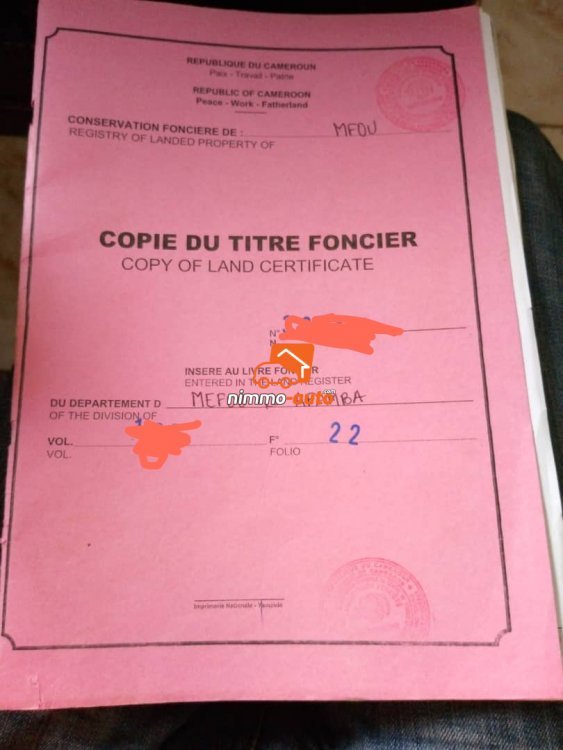 REPUBLIQUE DU CAMEROUN
Paix - Travail - Patrie
REPUBLIC OF CAMEROON
Peace - Work - Fatherland
CONSERVATION FONCIERE DE : MFOU
REGISTRY OF LANDED PROPERTY OF
COPIE DU TITRE FONCIER
COPY OF LAND CERTIFICATE
N°
N
INSERE AU LIVRE FONCIER
ENTERED IN THE LAND REGISTER
nimmo-auto
DU DEPARTEMENT D MEFOU
OF THE DIVISION OF
VOL. F° 22
VOL. FOLIO
Imprimerie Nationale - Yaoundé